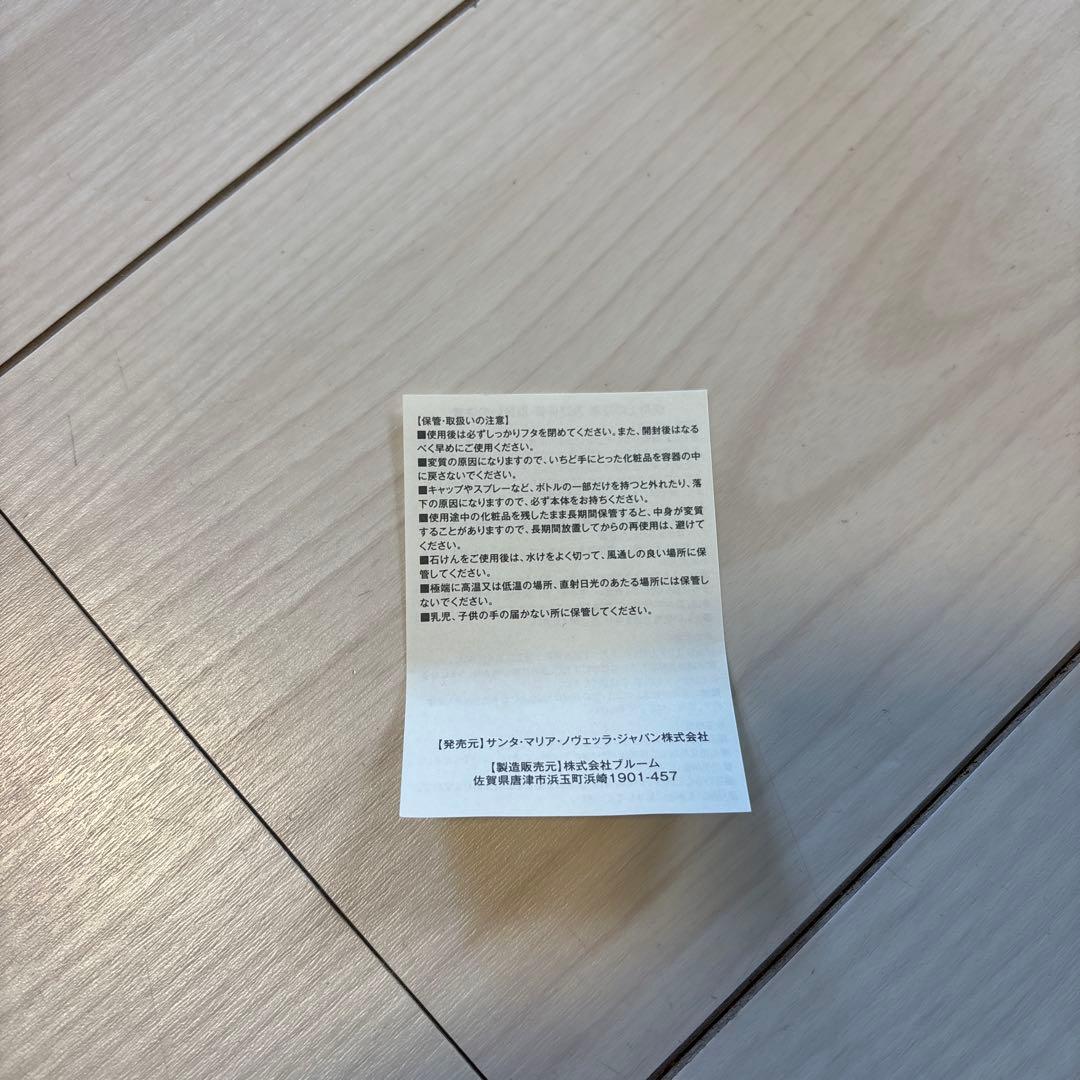 【保管・取扱いの注意】
■使用後は必ずしっかりフタを閉めてください。また、開封後はなる
べく早めにご使用ください。
■変質の原因になりますので、いちど手にとった化粧品を容器の中
に戻さないでください。
■キャップやスプレーなど、ボトルの一部だけを持つと外れたり、落
下の原因になりますので、必ず本体をお持ちください。
■使用途中の化粧品を残したまま長期間保管すると、中身が変質
することがありますので、長期間放置してからの再使用は、避けて
ください。
■石けんをご使用後は、水けをよく切って、風通しの良い場所に保
管してください。
■極端に高温又は低温の場所、直射日光のあたる場所には保管し
ないでください。
■乳児、子供の手の届かない所に保管してください。
【発売元】サンタ・マリア・ノヴェッラ・ジャパン株式会社
【製造販売元】株式会社ブルーム
佐賀県唐津市浜玉町浜崎1901-457